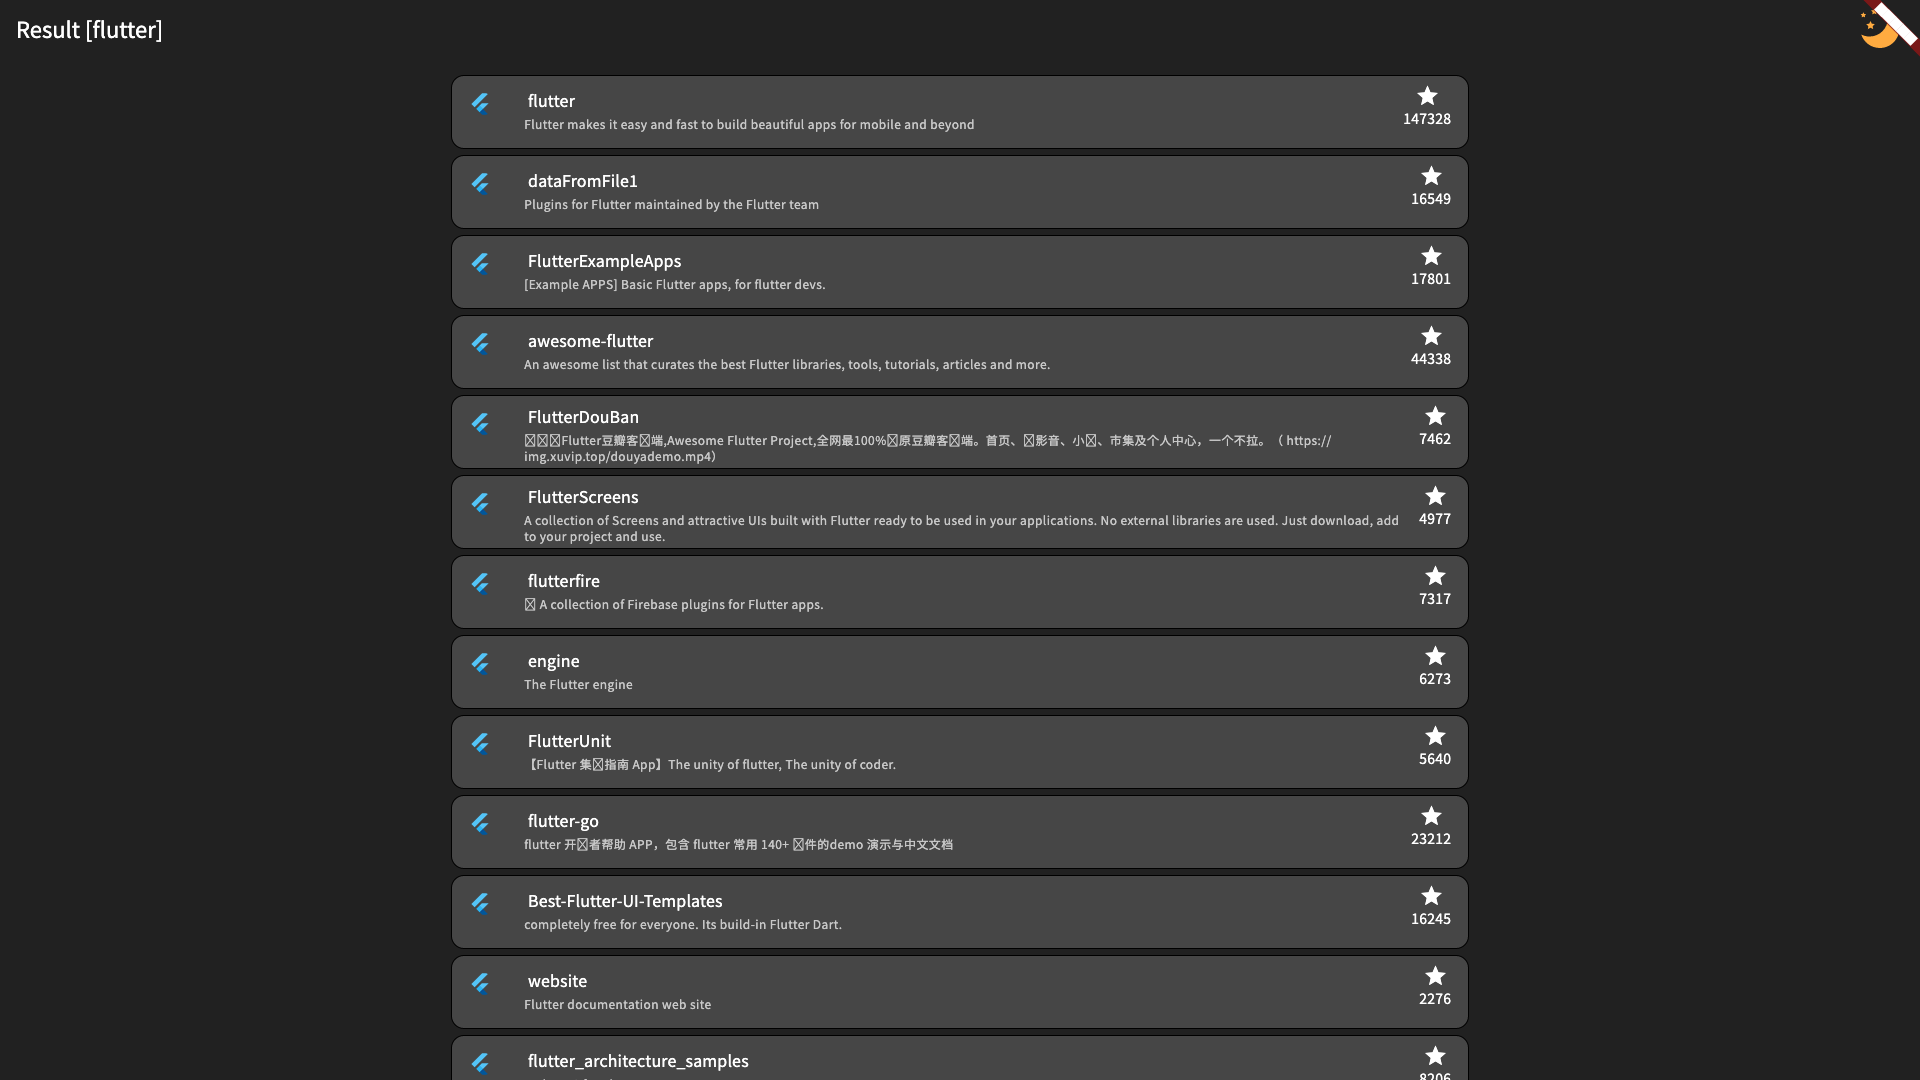 Result [flutter]
flutter
Flutter makes it easy and fast to build beautiful apps for mobile and beyond
147328
dataFromFile1
Plugins for Flutter maintained by the Flutter team
16549
FlutterExampleApps
[Example APPS] Basic Flutter apps, for flutter devs.
17801
awesome-flutter
An awesome list that curates the best Flutter libraries, tools, tutorials, articles and more.
44338
FlutterDouBan
Flutter豆瓣客端,Awesome Flutter Project,全网最100%原豆瓣客端。首页、影音、小、市集及个人中心，一个不拉。（ https://
img.xuvip.top/douyademo.mp4）
7462
FlutterScreens
A collection of Screens and attractive UIs built with Flutter ready to be used in your applications. No external libraries are used. Just download, add
to your project and use.
4977
flutterfire
A collection of Firebase plugins for Flutter apps.
7317
engine
The Flutter engine
6273
FlutterUnit
【Flutter 集指南 App】The unity of flutter, The unity of coder.
5640
flutter-go
flutter 开者帮助 APP，包含 flutter 常用 140+ 件的demo 演示与中文文档
23212
Best-Flutter-UI-Templates
completely free for everyone. Its build-in Flutter Dart.
16245
website
Flutter documentation web site
2276
flutter_architecture_samples
8206